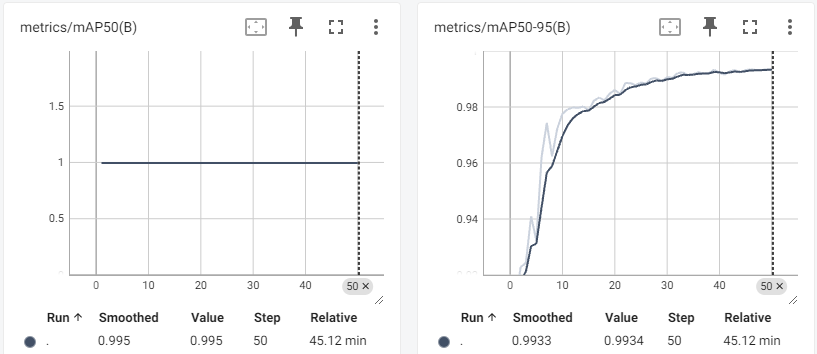 metrics/mAP50(B)
1.5
1
0.5
0
0 10 20 30 40 50 ×
Run ↑ Smoothed Value Step Relative
. 0.995 0.995 50 45.12 min
metrics/mAP50-95(B)
0.98
0.96
0.94
0 10 20 30 40 50 ×
Run ↑ Smoothed Value Step Relative
. 0.9933 0.9934 50 45.12 min